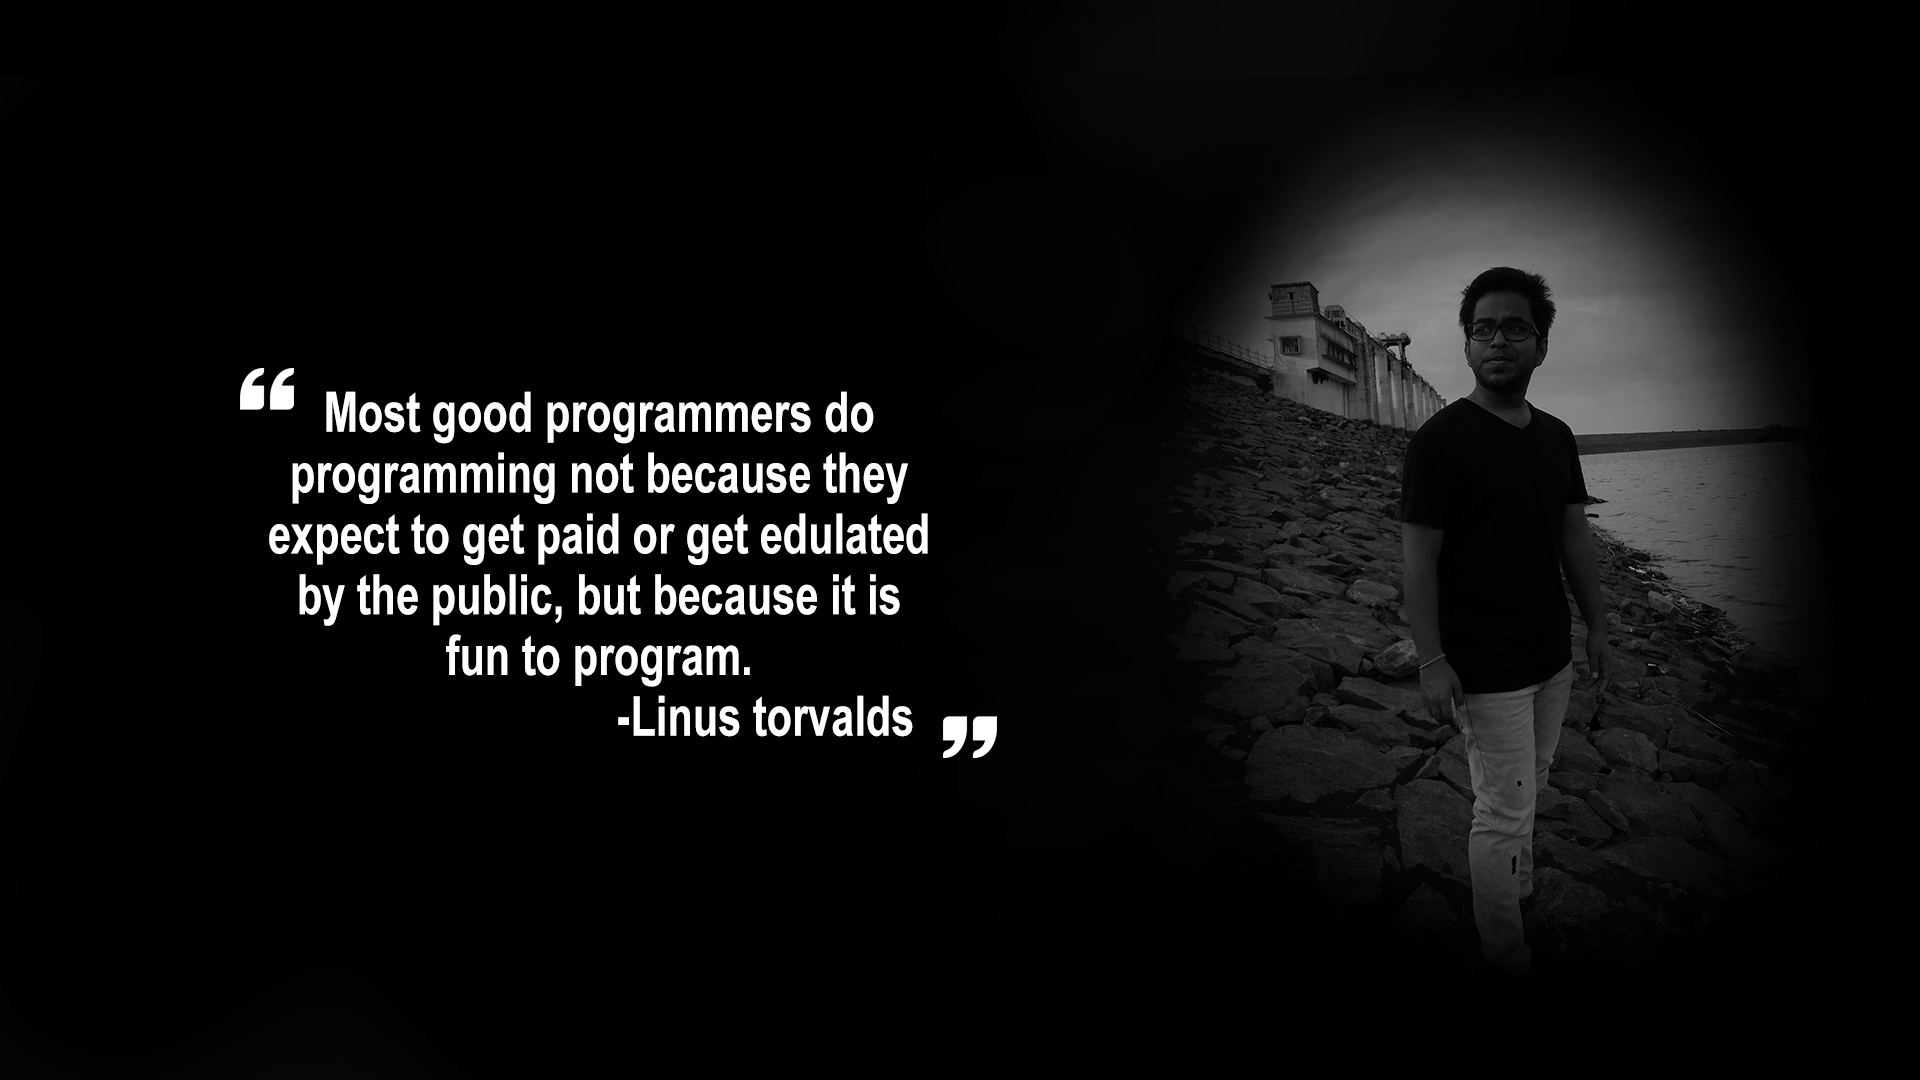 “ Most good programmers do
programming not because they
expect to get paid or get edulated
by the public, but because it is
fun to program.
-Linus torvalds ”